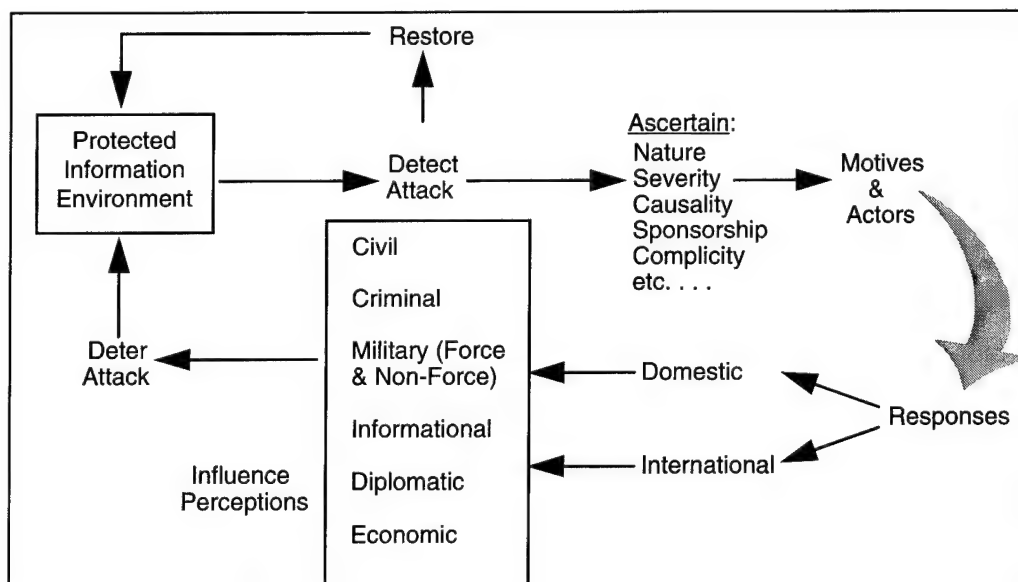 Restore
Protected
Information
Environment
Detect
Attack
Ascertain:
Nature
Severity
Causality
Sponsorship
Complicity
etc. . . .
Motives
&
Actors
Responses
Domestic
International
Civil
Criminal
Military (Force
& Non-Force)
Informational
Diplomatic
Economic
Influence
Perceptions
Deter
Attack